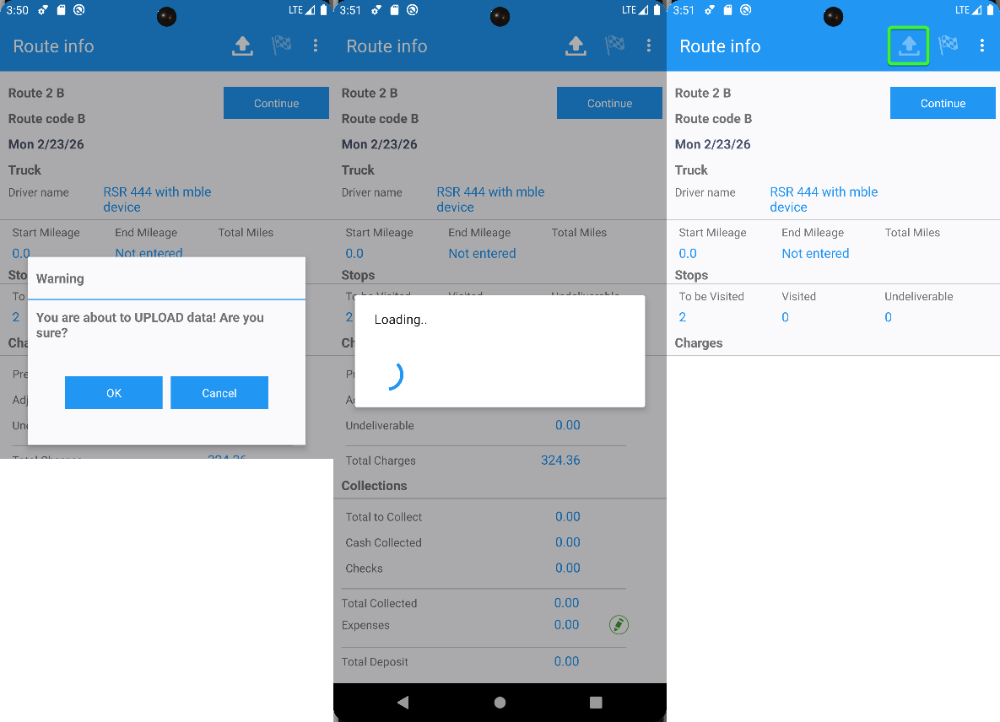 3:50
LTE
Route info
Route 2 B
Continue
Route code B
Mon 2/23/26
Truck
Driver name
RSR 444 with mble
device
Start Mileage
End Mileage
Total Miles
0.0
Not entered
Sto
Warning
To
2
You are about to UPLOAD data! Are you
sure?
Cha
Pre
OK
Cancel
Adj
Un
Total Charges
324.36
3:51
LTE
Route info
Route 2 B
Continue
Route code B
Mon 2/23/26
Truck
Driver name
RSR 444 with mble
device
Start Mileage
End Mileage
Total Miles
0.0
Not entered
Stops
To be Visited
Visited
Undeliverable
2
Loading..
Ch
Pr
Ac
Undeliverable
0.00
Total Charges
324.36
Collections
Total to Collect
0.00
Cash Collected
0.00
Checks
0.00
Total Collected
0.00
Expenses
0.00
Total Deposit
0.00
3:51
LTE
Route info
Route 2 B
Continue
Route code B
Mon 2/23/26
Truck
Driver name
RSR 444 with mble
device
Start Mileage
End Mileage
Total Miles
0.0
Not entered
Stops
To be Visited
Visited
Undeliverable
2
0
0
Charges